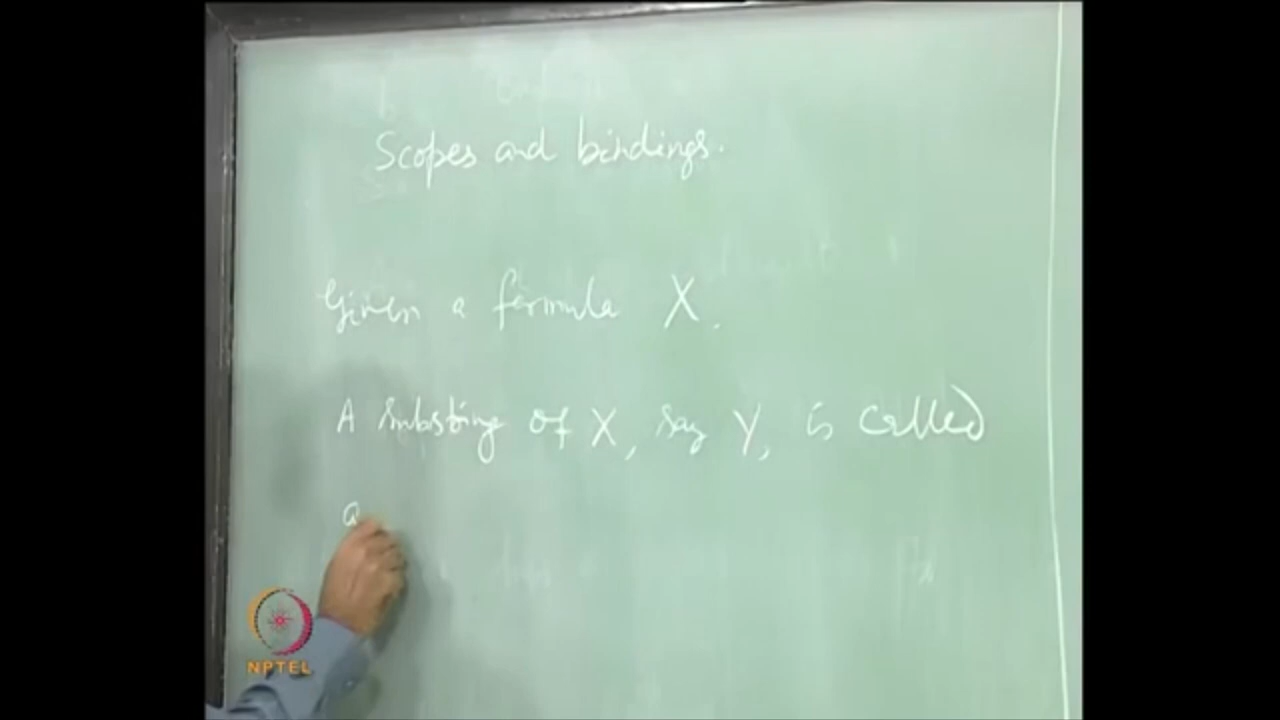 Scopes and bindings.
Given a formula X.
A substring of X, say Y, is called
a
NPTEL